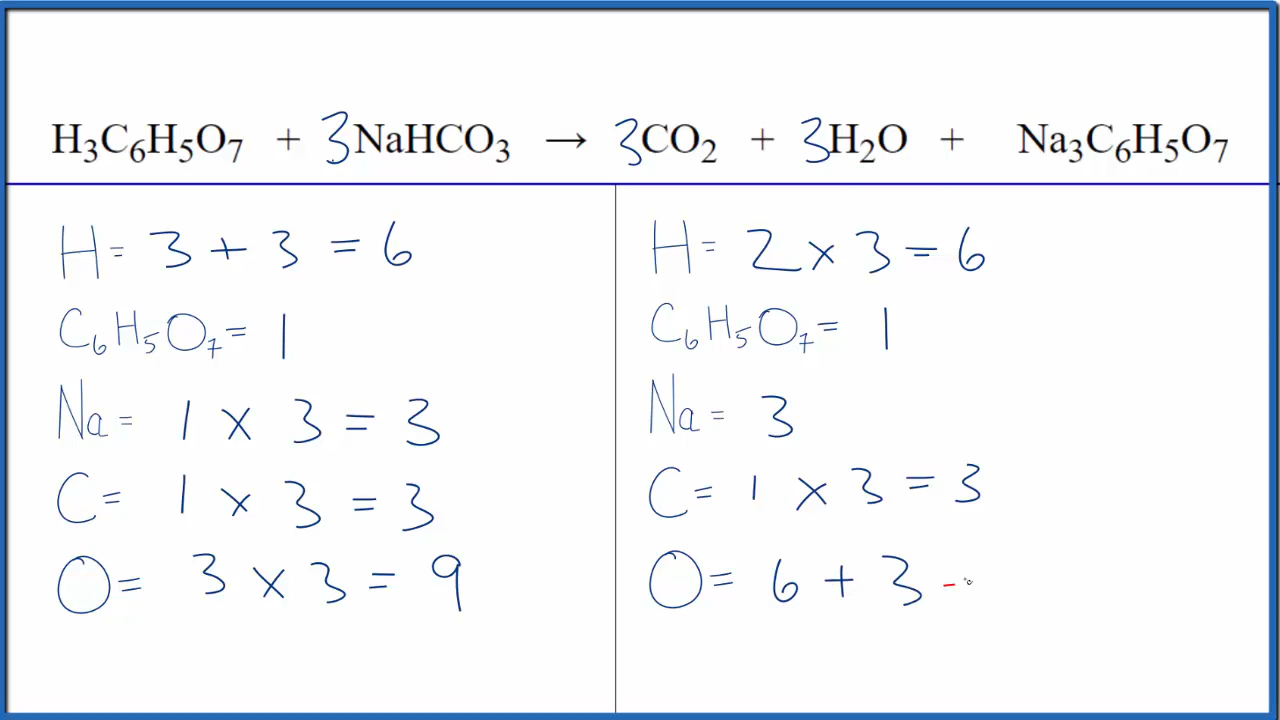 H₃C₆H₅O₇ + 3NaHCO₃ → 3CO₂ + 3H₂O + Na₃C₆H₅O₇
H= 3 + 3 = 6
C₆H₅O₇= 1
Na= 1 x 3 = 3
C= 1 x 3 = 3
O= 3 x 3 = 9
H= 2 x 3 = 6
C₆H₅O₇= 1
Na= 3
C= 1 x 3 = 3
O= 6 + 3 -